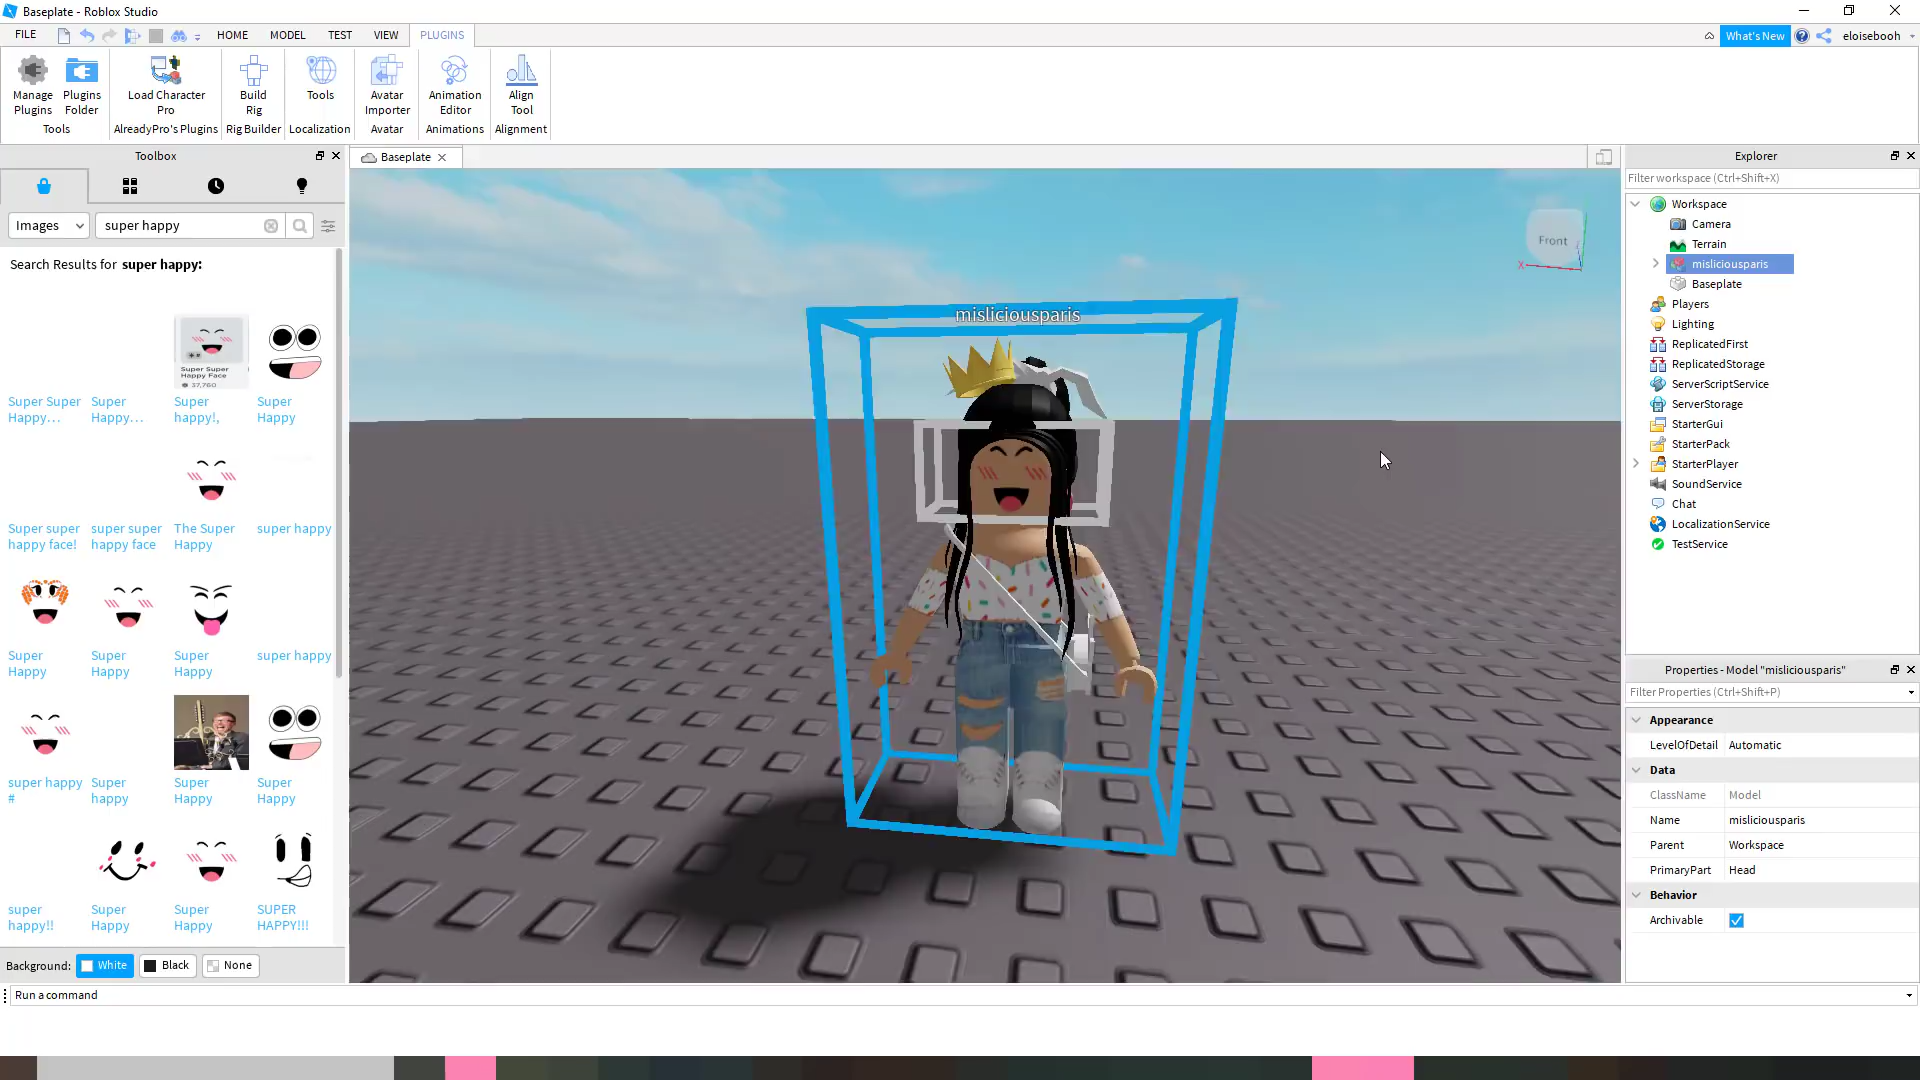 Baseplate - Roblox Studio
FILE
HOME
MODEL
TEST
VIEW
PLUGINS
What's New
eloisebooh
Manage Plugins
Plugins Folder
Load Character Pro
Build Rig
Tools
Avatar Importer
Animation Editor
Align Tool
Tools
AlreadyPro's Plugins
Rig Builder
Localization
Avatar
Animations
Alignment
Toolbox
Images
super happy
Search Results for super happy:
Super Super Happy Face
37,760
Super Super Happy...
Super Happy...
Super happy!,
Super Happy
Super super happy face!
super super happy face
The Super Happy
super happy
Super Happy
Super Happy
Super Happy
super happy
super happy #
Super happy
Super Happy
Super Happy
super happy!!
Super Happy
Super Happy
SUPER HAPPY!!!
Background:
White
Black
None
Run a command
Baseplate
misliciousparis
Front
X
Explorer
Filter workspace (Ctrl+Shift+X)
Workspace
Camera
Terrain
misliciousparis
Baseplate
Players
Lighting
ReplicatedFirst
ReplicatedStorage
ServerScriptService
ServerStorage
StarterGui
StarterPack
StarterPlayer
SoundService
Chat
LocalizationService
TestService
Properties - Model "misliciousparis"
Filter Properties (Ctrl+Shift+P)
Appearance
LevelOfDetail Automatic
Data
ClassName Model
Name misliciousparis
Parent Workspace
PrimaryPart Head
Behavior
Archivable